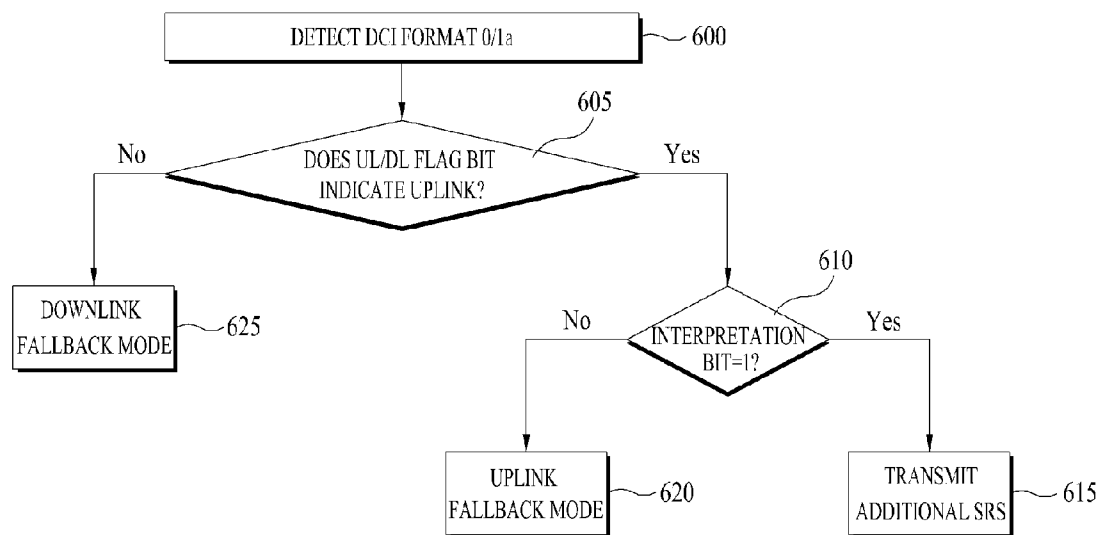 DETECT DCI FORMAT 0/1a
600
605
No
DOES UL/DL FLAG BIT
INDICATE UPLINK?
Yes
610
DOWNLINK
FALLBACK MODE
625
No
INTERPRETATION
BIT=1?
Yes
UPLINK
FALLBACK MODE
620
TRANSMIT
ADDITIONAL SRS
615